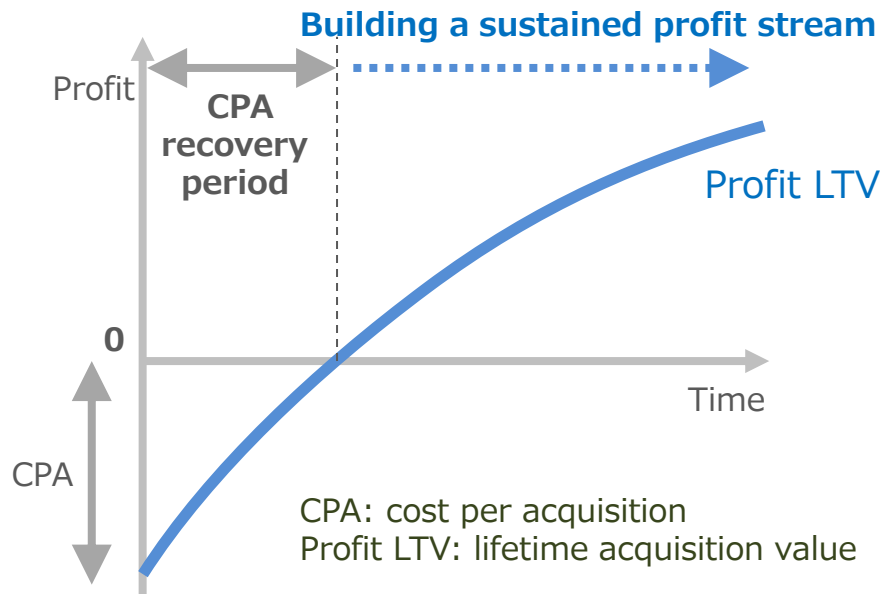 Building a sustained profit stream
Profit
CPA
recovery
period
Profit LTV
0
Time
CPA
CPA: cost per acquisition
Profit LTV: lifetime acquisition value